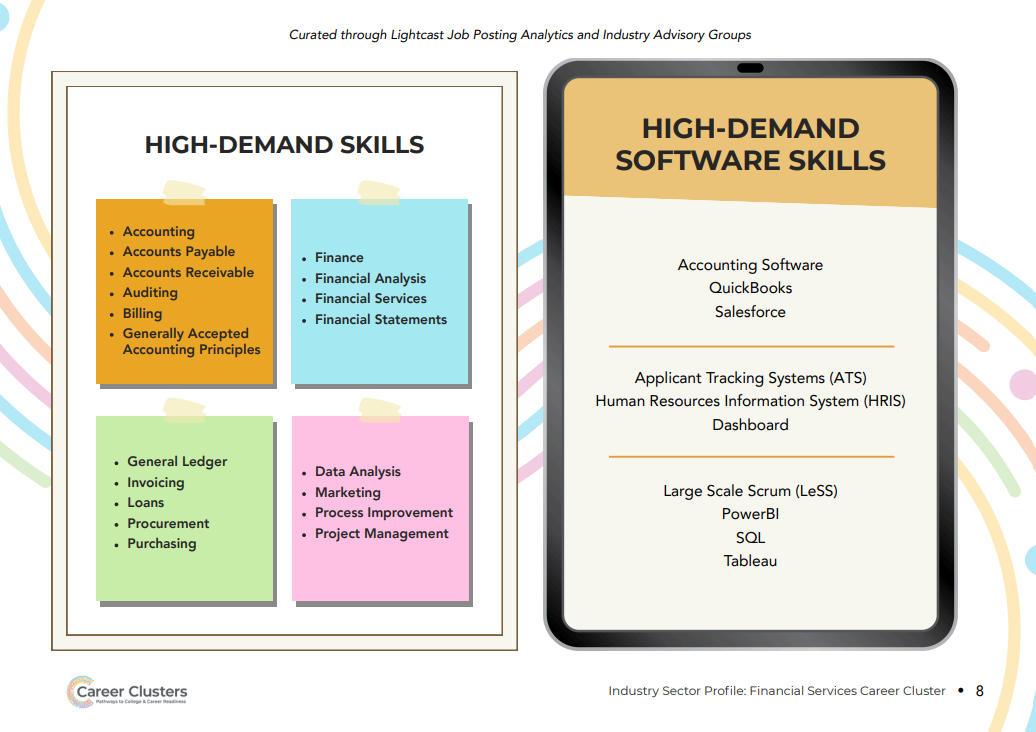 Curated through Lightcast Job Posting Analytics and Industry Advisory Groups
HIGH-DEMAND SKILLS
• Accounting
• Accounts Payable
• Accounts Receivable
• Auditing
• Billing
• Generally Accepted
Accounting Principles
• Finance
• Financial Analysis
• Financial Services
• Financial Statements
• General Ledger
• Invoicing
• Loans
• Procurement
• Purchasing
• Data Analysis
• Marketing
• Process Improvement
• Project Management
HIGH-DEMAND
SOFTWARE SKILLS
Accounting Software
QuickBooks
Salesforce
Applicant Tracking Systems (ATS)
Human Resources Information System (HRIS)
Dashboard
Large Scale Scrum (LeSS)
PowerBI
SQL
Tableau
Career Clusters
Pathways to College & Career Readiness
Industry Sector Profile: Financial Services Career Cluster • 8